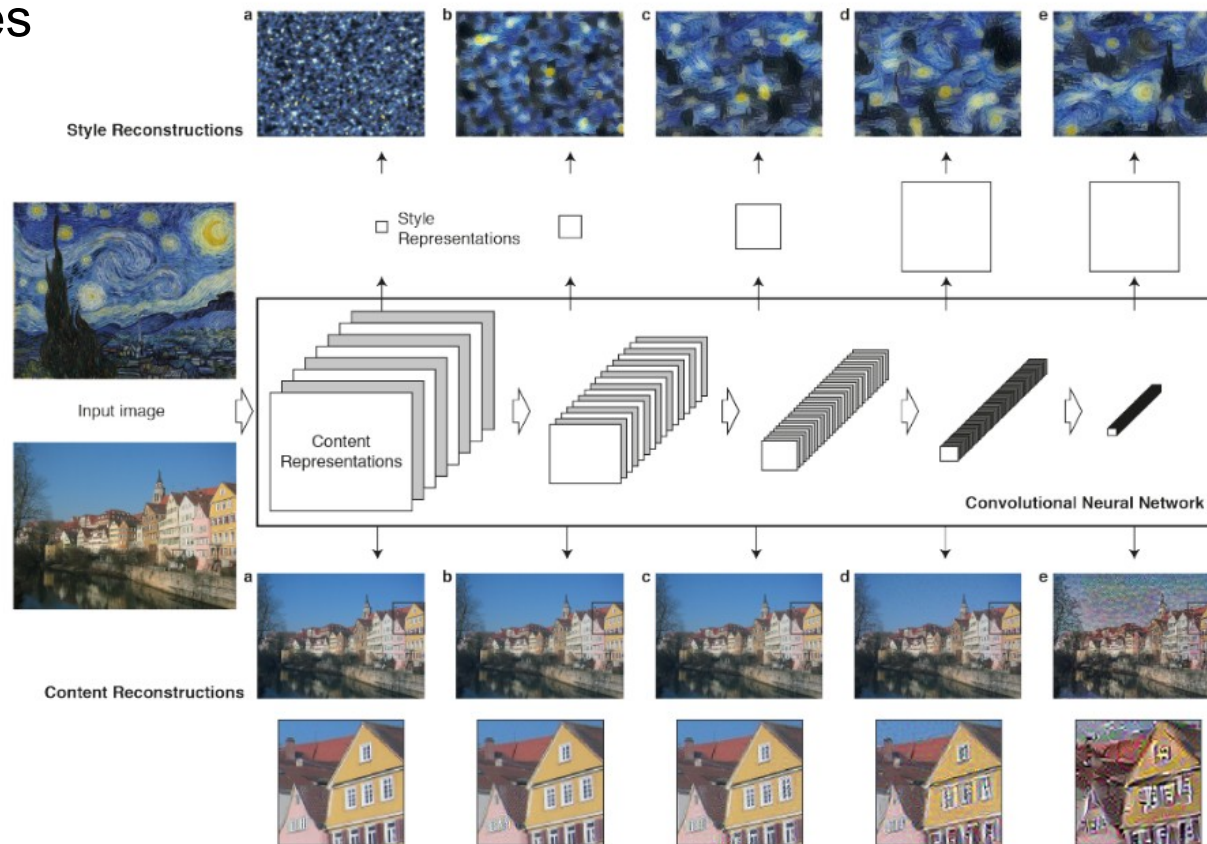 es
a b c d e
Style Reconstructions
Style
Representations
Input image
Content
Representations
Convolutional Neural Network
a b c d e
Content Reconstructions